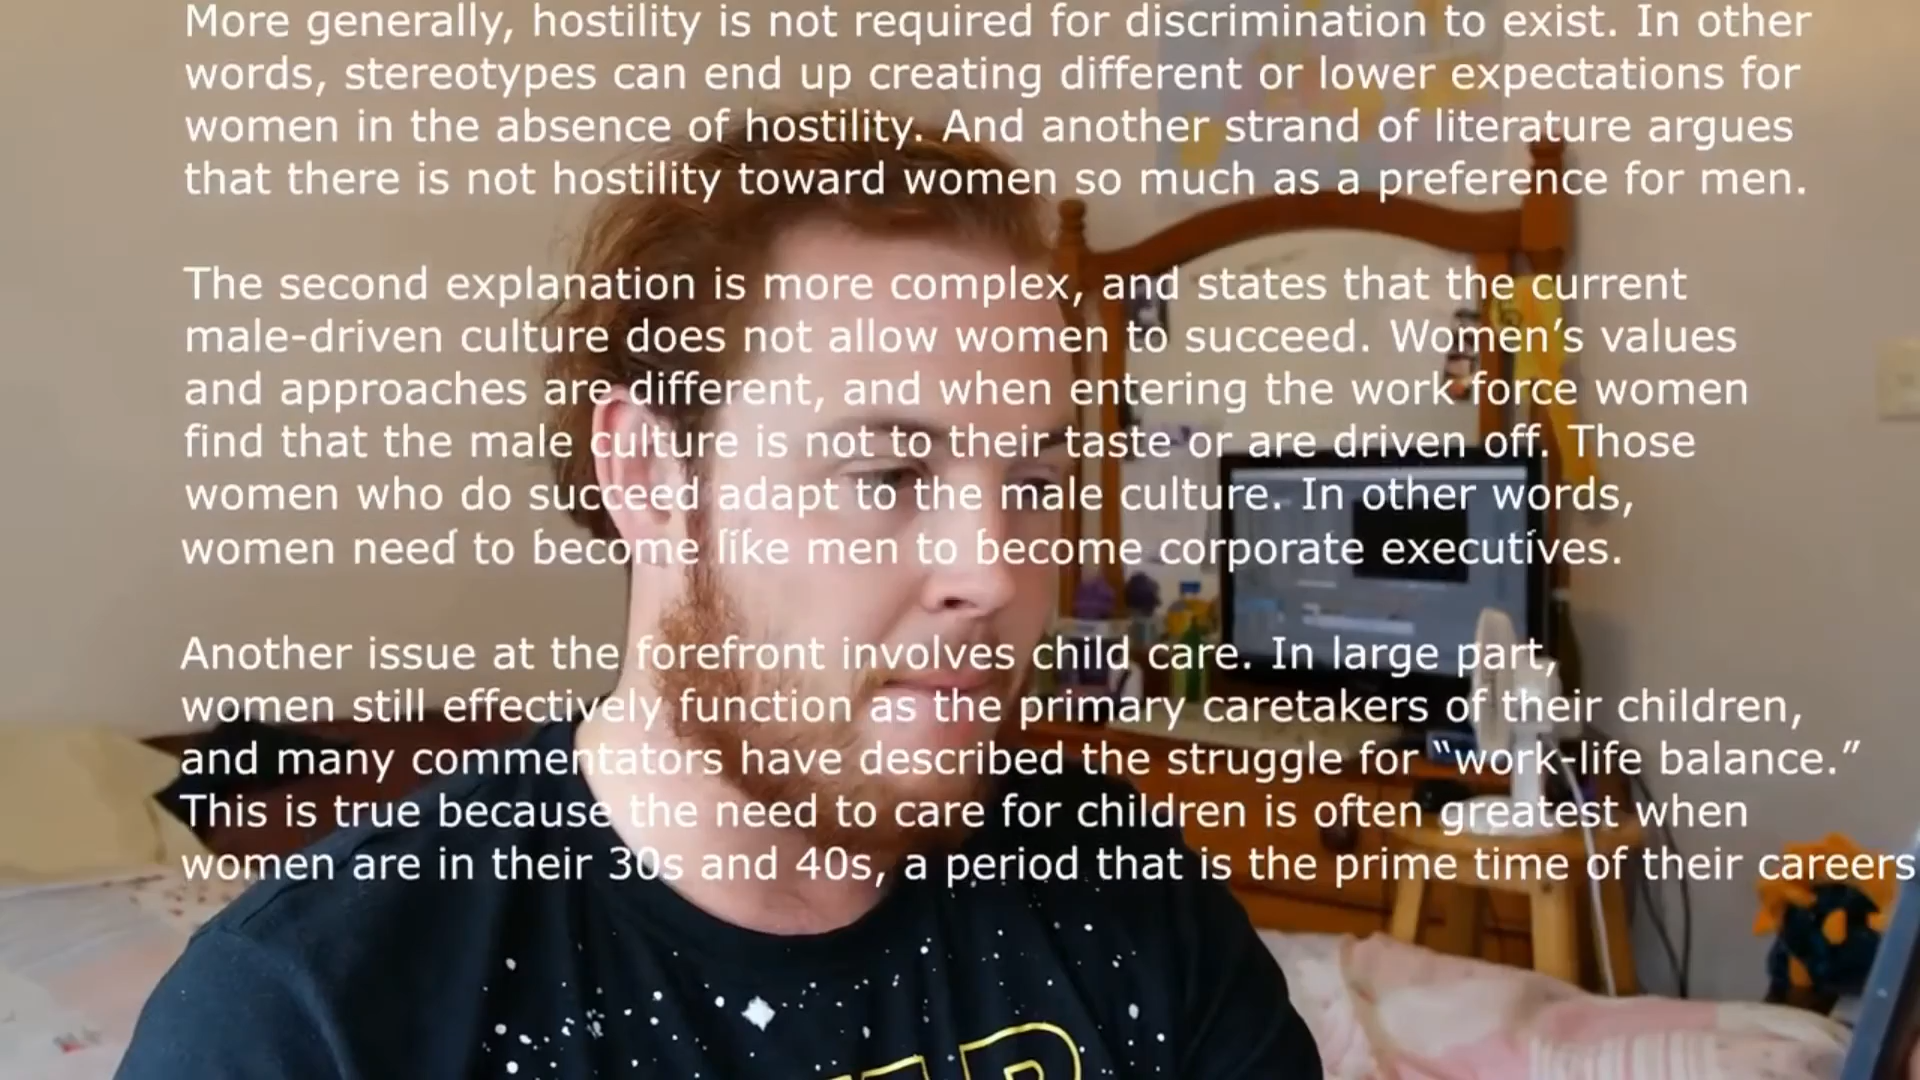 More generally, hostility is not required for discrimination to exist. In other
words, stereotypes can end up creating different or lower expectations for
women in the absence of hostility. And another strand of literature argues
that there is not hostility toward women so much as a preference for men.
The second explanation is more complex, and states that the current
male-driven culture does not allow women to succeed. Women’s values
and approaches are different, and when entering the work force women
find that the male culture is not to their taste or are driven off. Those
women who do succeed adapt to the male culture. In other words,
women need to become like men to become corporate executives.
Another issue at the forefront involves child care. In large part,
women still effectively function as the primary caretakers of their children,
and many commentators have described the struggle for “work-life balance.”
This is true because the need to care for children is often greatest when
women are in their 30s and 40s, a period that is the prime time of their careers